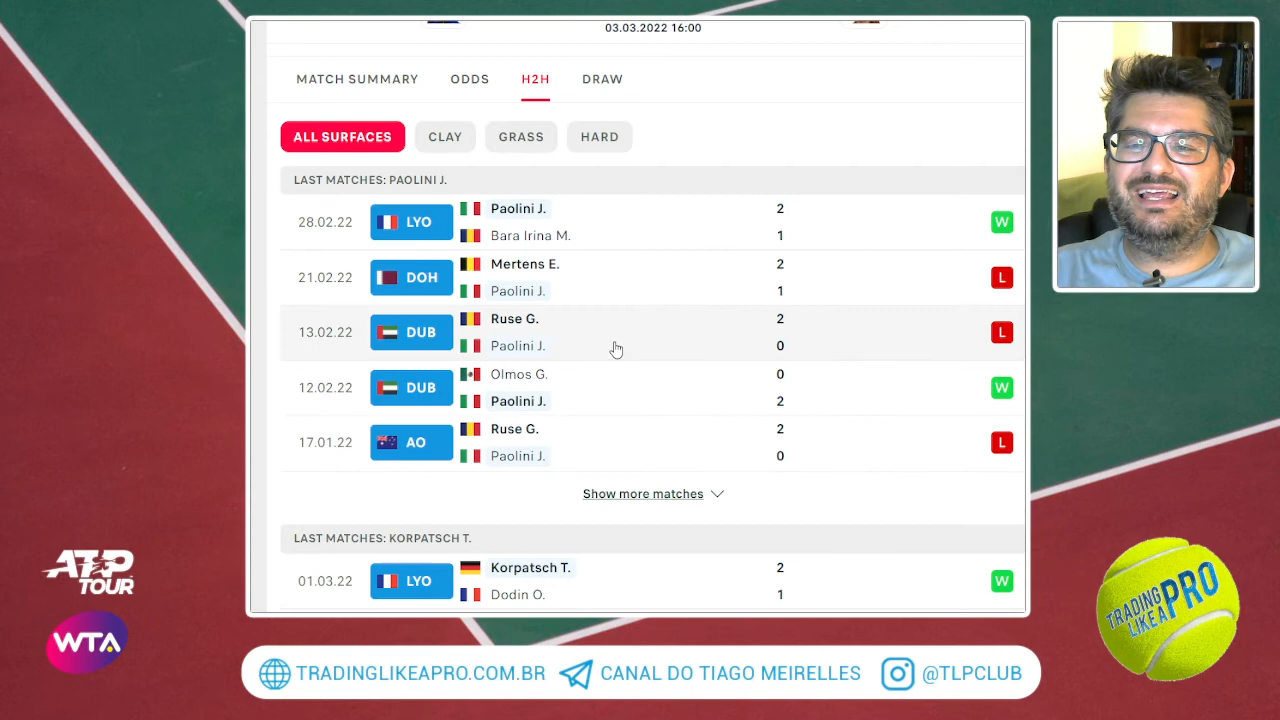 03.03.2022 16:00
MATCH SUMMARY ODDS H2H DRAW
ALL SURFACES CLAY GRASS HARD
LAST MATCHES: PAOLINI J.
28.02.22 LYO Paolini J. 2 W
Bara Irina M. 1
21.02.22 DOH Mertens E. 2 L
Paolini J. 1
13.02.22 DUB Ruse G. 2 L
Paolini J. 0
12.02.22 DUB Olmos G. 0 W
Paolini J. 2
17.01.22 AO Ruse G. 2 L
Paolini J. 0
Show more matches
LAST MATCHES: KORPATSCH T.
01.03.22 LYO Korpatsch T. 2 W
Dodin O. 1
ATP
TOUR
WTA
TRADING
LIKE A
PRO
TRADINGLIKEAPRO.COM.BR CANAL DO TIAGO MEIRELLES @TLPCLUB